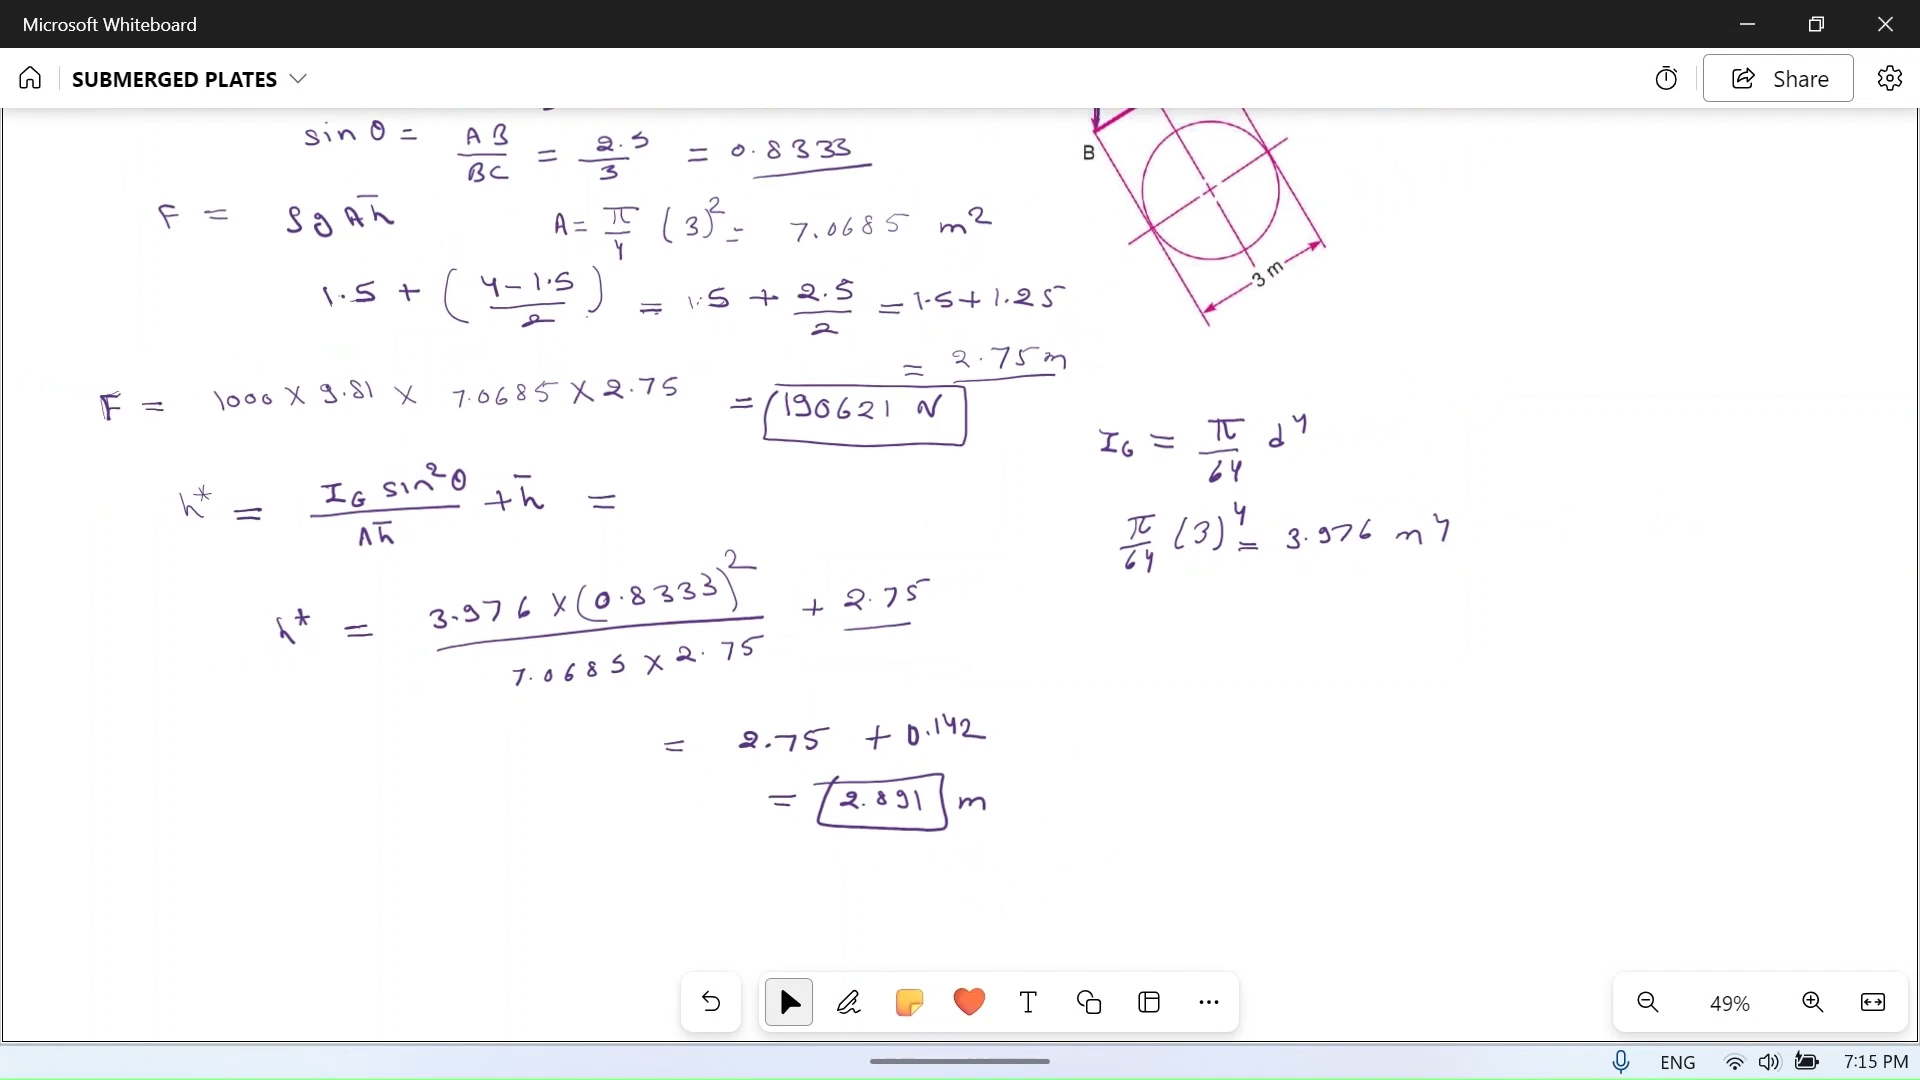 Microsoft Whiteboard
SUBMERGED PLATES
Share
sin θ = AB/BC = 2.5/3 = 0.8333
B
F = ρg A h̄
A = π/4 (3)² = 7.0685 m²
3 m
1.5 + (4-1.5/2) = 1.5 + 2.5/2 = 1.5+1.25
= 2.75 m
F = 1000 × 9.81 × 7.0685 × 2.75 = 190621 N
I_G = π/64 d⁴
h* = I_G sin²θ/A h̄ + h̄ =
π/64 (3)⁴ = 3.976 m⁴
h* = 3.976 × (0.8333)²/7.0685 × 2.75 + 2.75
= 2.75 + 0.142
= 2.891 m
49%
ENG
7:15 PM